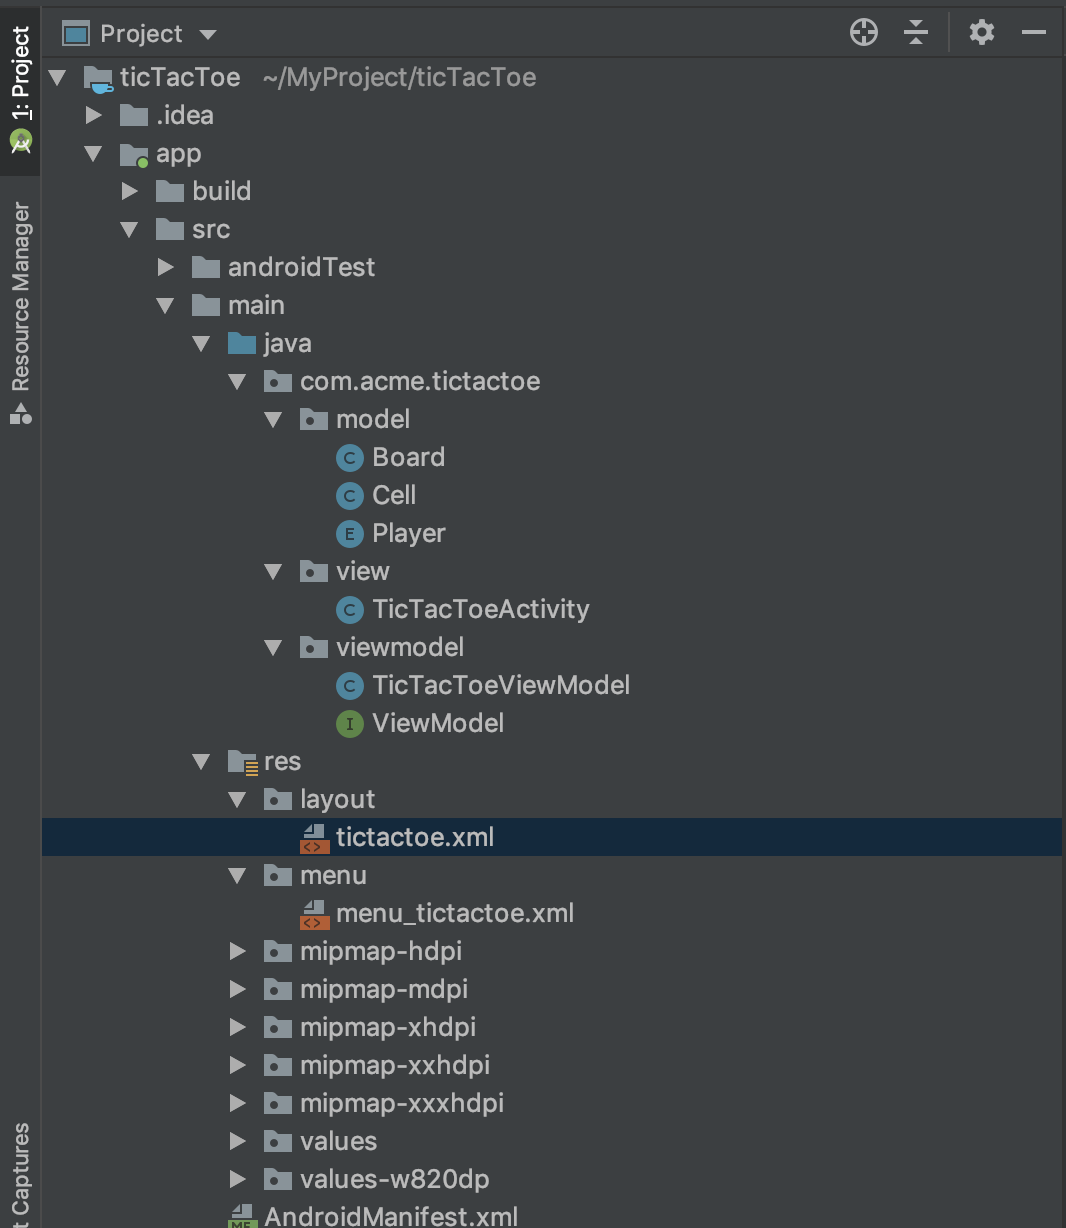 Project
ticTacToe ~/MyProject/ticTacToe
.idea
app
build
src
androidTest
main
java
com.acme.tictactoe
model
C Board
C Cell
E Player
view
C TicTacToeActivity
viewmodel
C TicTacToeViewModel
I ViewModel
res
layout
<> tictactoe.xml
menu
<> menu_tictactoe.xml
mipmap-hdpi
mipmap-mdpi
mipmap-xhdpi
mipmap-xxhdpi
mipmap-xxxhdpi
values
values-w820dp
MF AndroidManifest.xml
1: Project
Resource Manager
t Captures